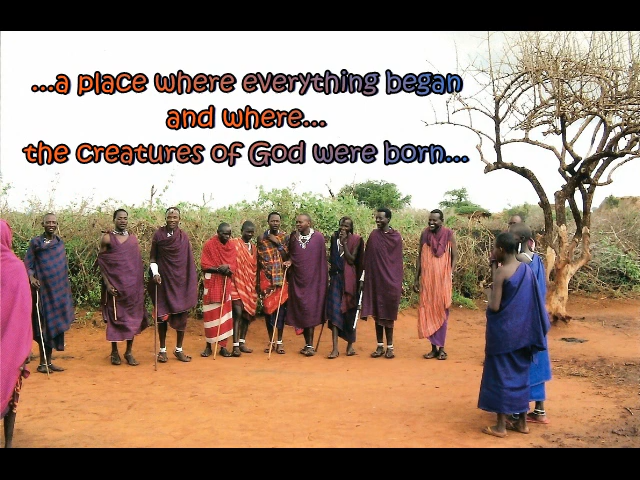 ...a place where everything began
and where...
the creatures of God were born...